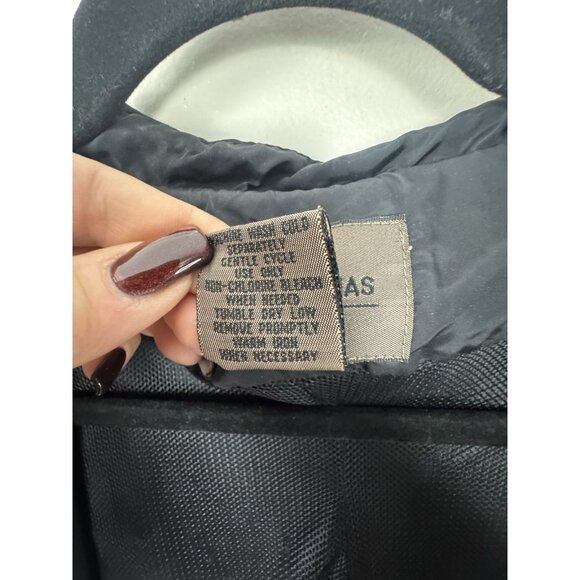 WASH COLD
SEPARATELY
GENTLE CYCLE
USE ONLY
NON-CHLORINE BLEACH
WHEN NEEDED
TUMBLE DRY LOW
REMOVE PROMPTLY
WARM IRON
WHEN NECESSARY
AS